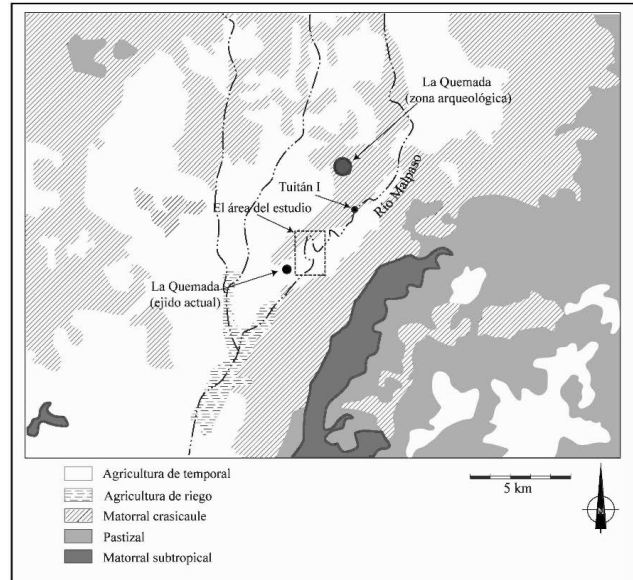 La Quemada
(zona arqueológica)
Tuitán I
Río Malpaso
El área del estudio
La Quemada
(ejido actual)
Agricultura de temporal
Agricultura de riego
Matorral crasicaule
Pastizal
Matorral subtropical
5 km
N